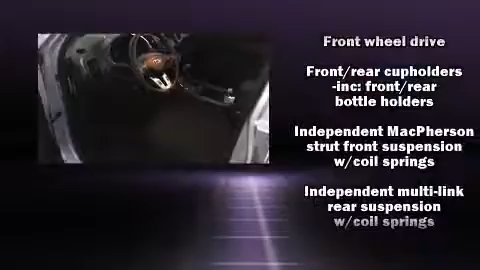 Front wheel drive
Front/rear cupholders
-inc: front/rear
bottle holders
Independent MacPherson
strut front suspension
w/coil springs
Independent multi-link
rear suspension
w/coil springs